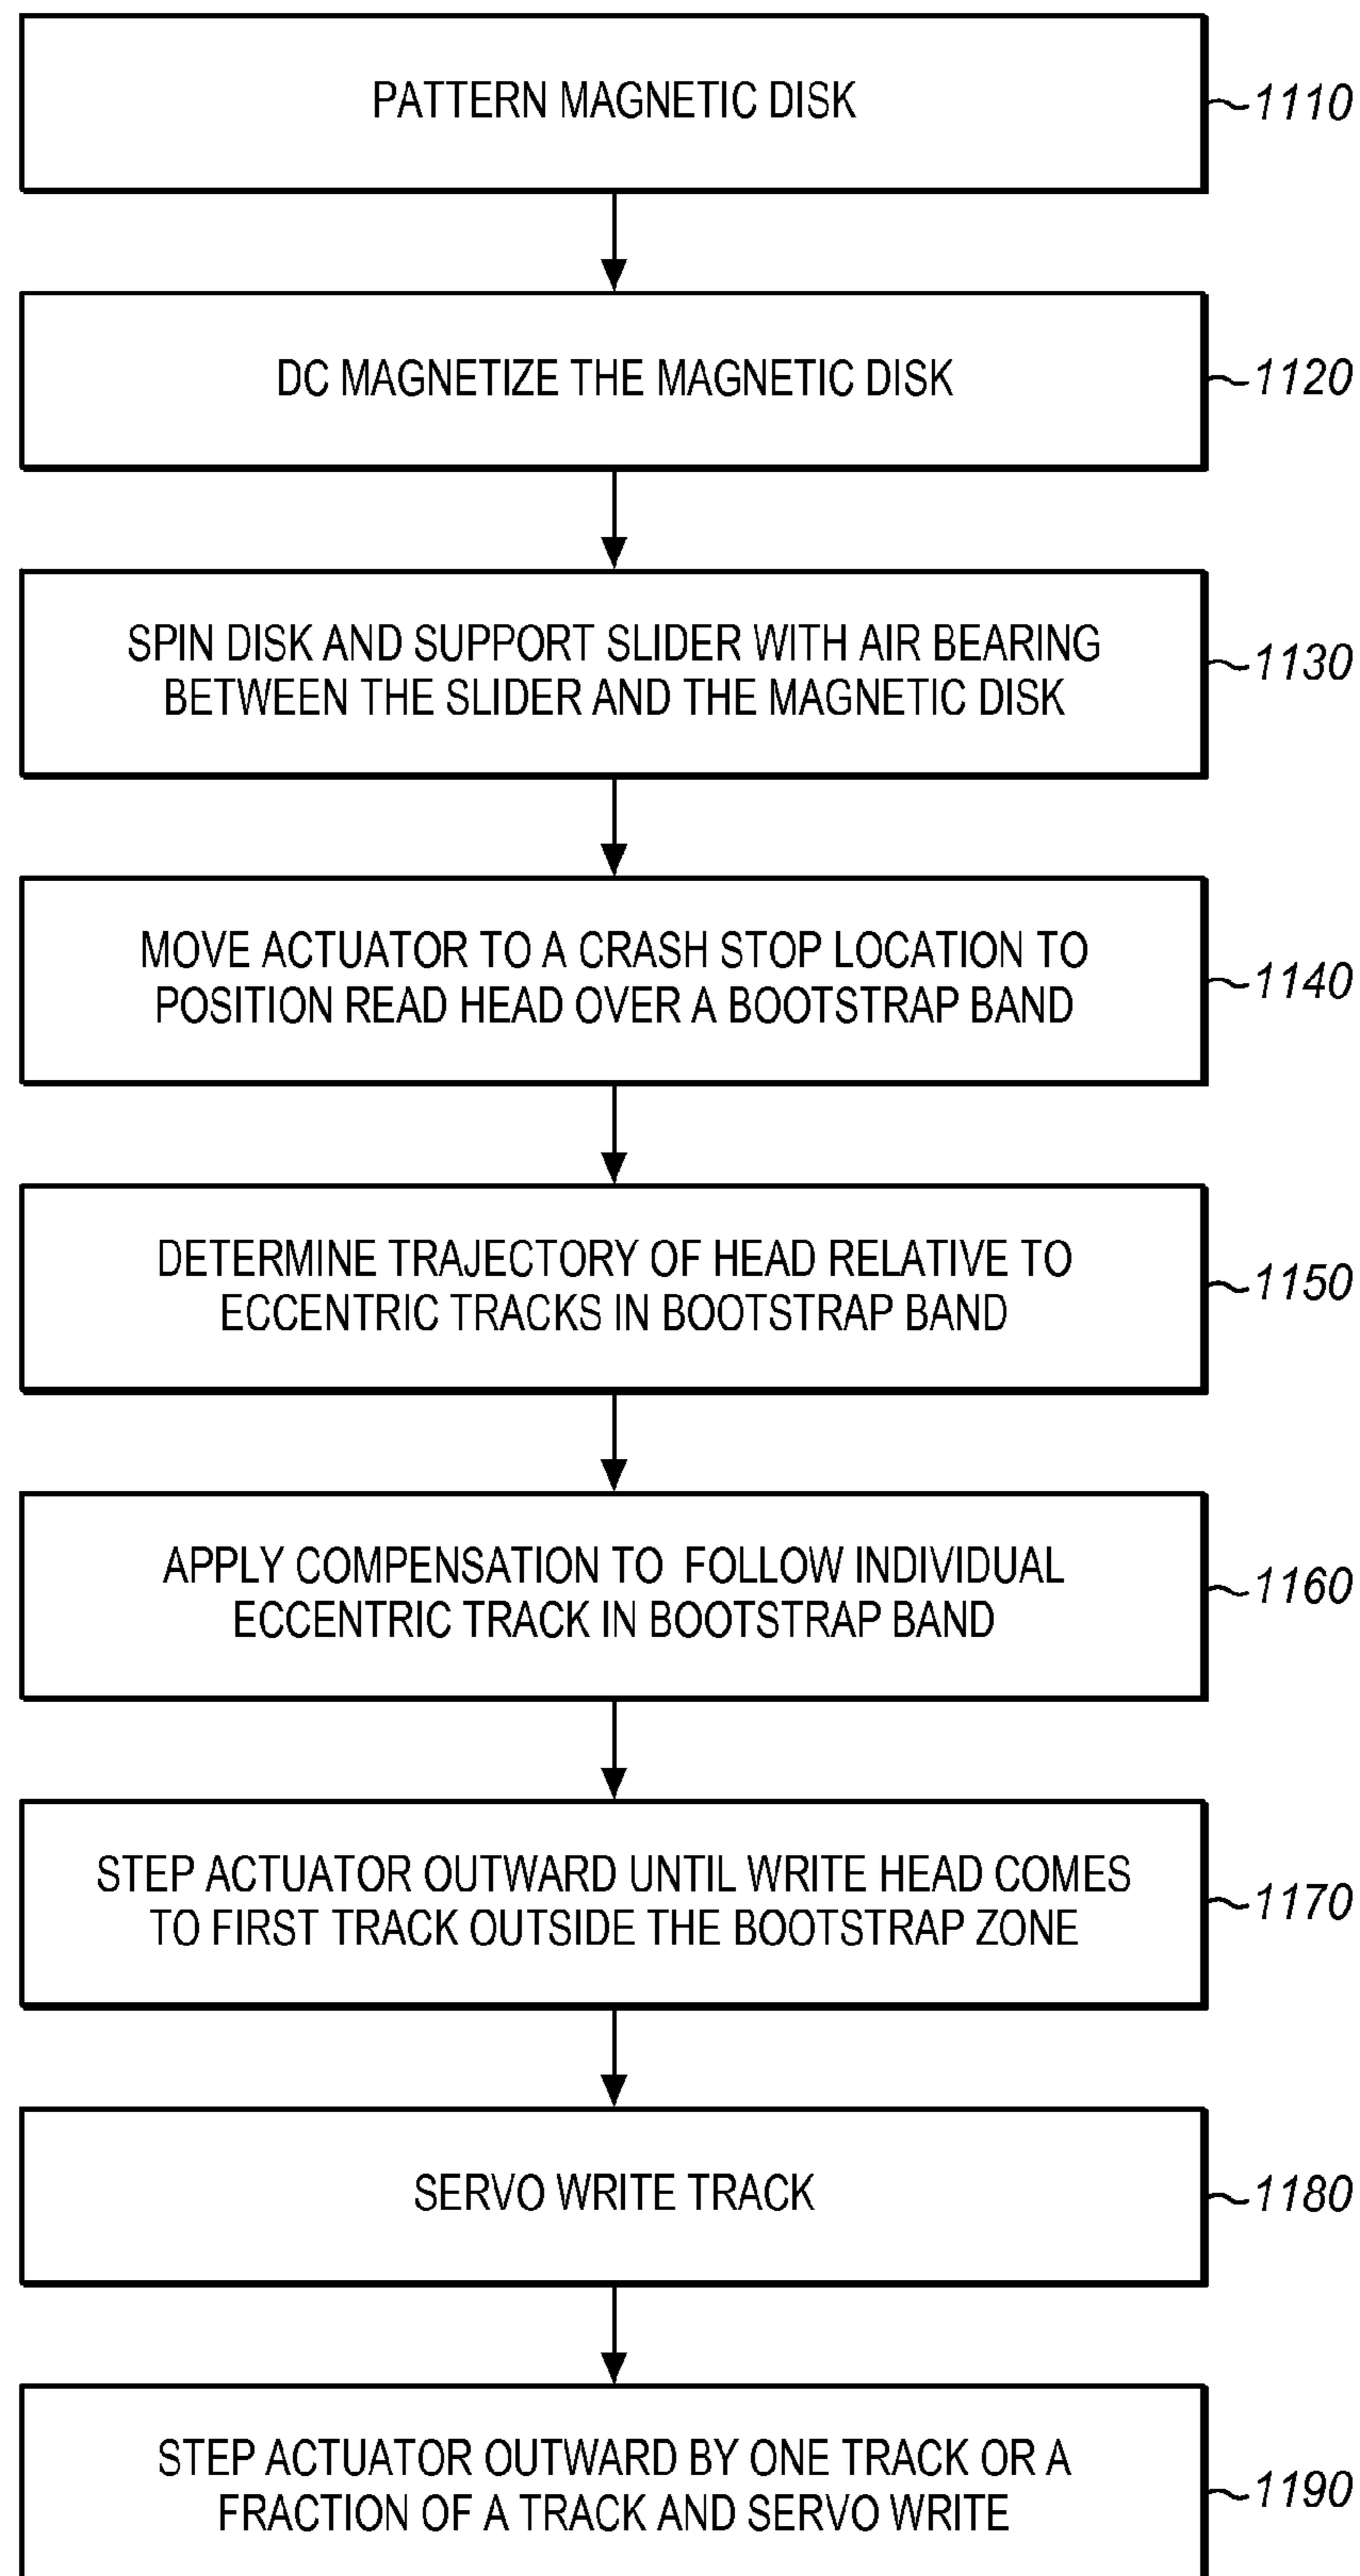 PATTERN MAGNETIC DISK
1110
DC MAGNETIZE THE MAGNETIC DISK
1120
SPIN DISK AND SUPPORT SLIDER WITH AIR BEARING
BETWEEN THE SLIDER AND THE MAGNETIC DISK
1130
MOVE ACTUATOR TO A CRASH STOP LOCATION TO
POSITION READ HEAD OVER A BOOTSTRAP BAND
1140
DETERMINE TRAJECTORY OF HEAD RELATIVE TO
ECCENTRIC TRACKS IN BOOTSTRAP BAND
1150
APPLY COMPENSATION TO FOLLOW INDIVIDUAL
ECCENTRIC TRACK IN BOOTSTRAP BAND
1160
STEP ACTUATOR OUTWARD UNTIL WRITE HEAD COMES
TO FIRST TRACK OUTSIDE THE BOOTSTRAP ZONE
1170
SERVO WRITE TRACK
1180
STEP ACTUATOR OUTWARD BY ONE TRACK OR A
FRACTION OF A TRACK AND SERVO WRITE
1190